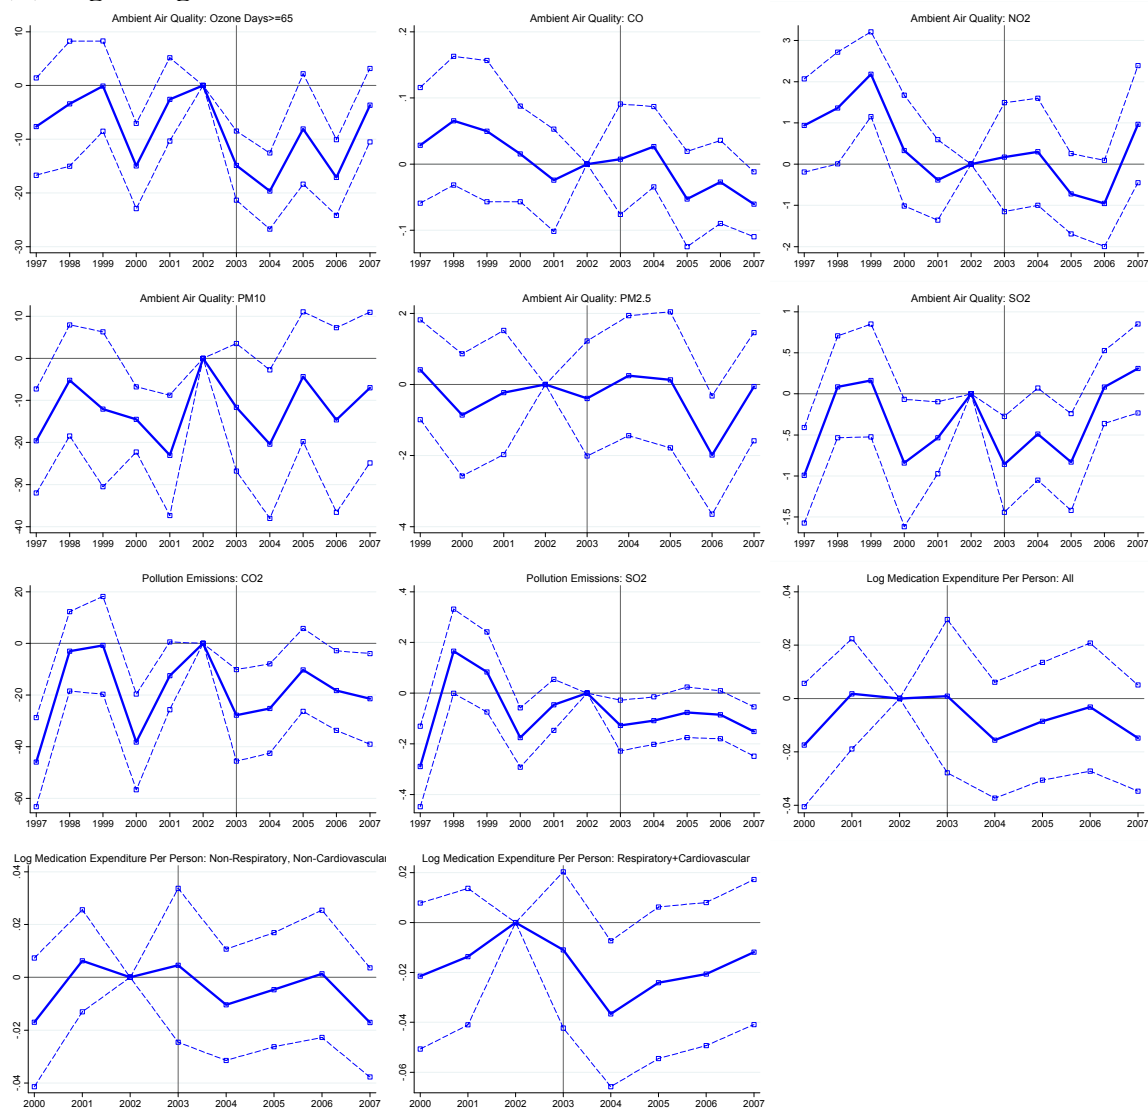 Ambient Air Quality: Ozone Days>=65
10
0
-10
-20
-30
1997 1998 1999 2000 2001 2002 2003 2004 2005 2006 2007
Ambient Air Quality: CO
.2
.1
0
-.1
1997 1998 1999 2000 2001 2002 2003 2004 2005 2006 2007
Ambient Air Quality: NO2
3
2
1
0
-1
-2
1997 1998 1999 2000 2001 2002 2003 2004 2005 2006 2007
Ambient Air Quality: PM10
10
0
-10
-20
-30
-40
1997 1998 1999 2000 2001 2002 2003 2004 2005 2006 2007
Ambient Air Quality: PM2.5
2
0
-2
-4
1999 2000 2001 2002 2003 2004 2005 2006 2007
Ambient Air Quality: SO2
1
.5
0
-.5
-1
-1.5
1997 1998 1999 2000 2001 2002 2003 2004 2005 2006 2007
Pollution Emissions: CO2
20
0
-20
-40
-60
1997 1998 1999 2000 2001 2002 2003 2004 2005 2006 2007
Pollution Emissions: SO2
.4
.2
0
-.2
-.4
1997 1998 1999 2000 2001 2002 2003 2004 2005 2006 2007
Log Medication Expenditure Per Person: All
.04
.02
0
-.02
-.04
2000 2001 2002 2003 2004 2005 2006 2007
Log Medication Expenditure Per Person: Non-Respiratory, Non-Cardiovascular
.04
.02
0
-.02
-.04
2000 2001 2002 2003 2004 2005 2006 2007
Log Medication Expenditure Per Person: Respiratory+Cardiovascular
.02
0
-.02
-.04
-.06
2000 2001 2002 2003 2004 2005 2006 2007